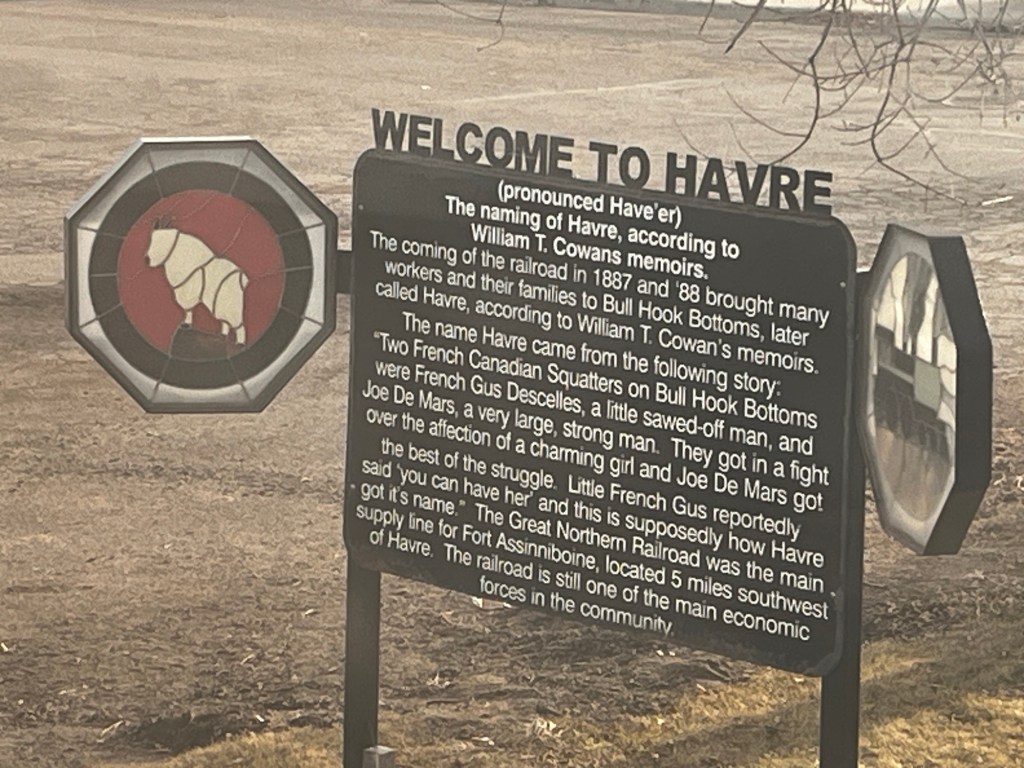 WELCOME TO HAVRE
(pronounced Have'er)
The naming of Havre, according to
William T. Cowans memoirs.
The coming of the railroad in 1887 and '88 brought many
workers and their families to Bull Hook Bottoms, later
called Havre, according to William T. Cowan's memoirs.
The name Havre came from the following story:
"Two French Canadian Squatters on Bull Hook Bottoms
were French Gus Descelles, a little sawed-off man, and
Joe De Mars, a very large, strong man. They got in a fight
over the affection of a charming girl and Joe De Mars got
the best of the struggle. Little French Gus reportedly
said 'you can have her' and this is supposedly how Havre
got it's name." The Great Northern Railroad was the main
supply line for Fort Assinniboine, located 5 miles southwest
of Havre. The railroad is still one of the main economic
forces in the community.